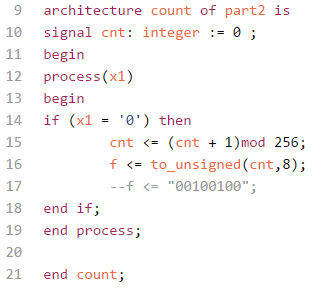 9 architecture count of part2 is
10 signal cnt: integer := 0 ;
11 begin
12 process(x1)
13 begin
14 if (x1 = '0') then
15 cnt <= (cnt + 1)mod 256;
16 f <= to_unsigned(cnt,8);
17 --f <= "00100100";
18 end if;
19 end process;
20
21 end count;